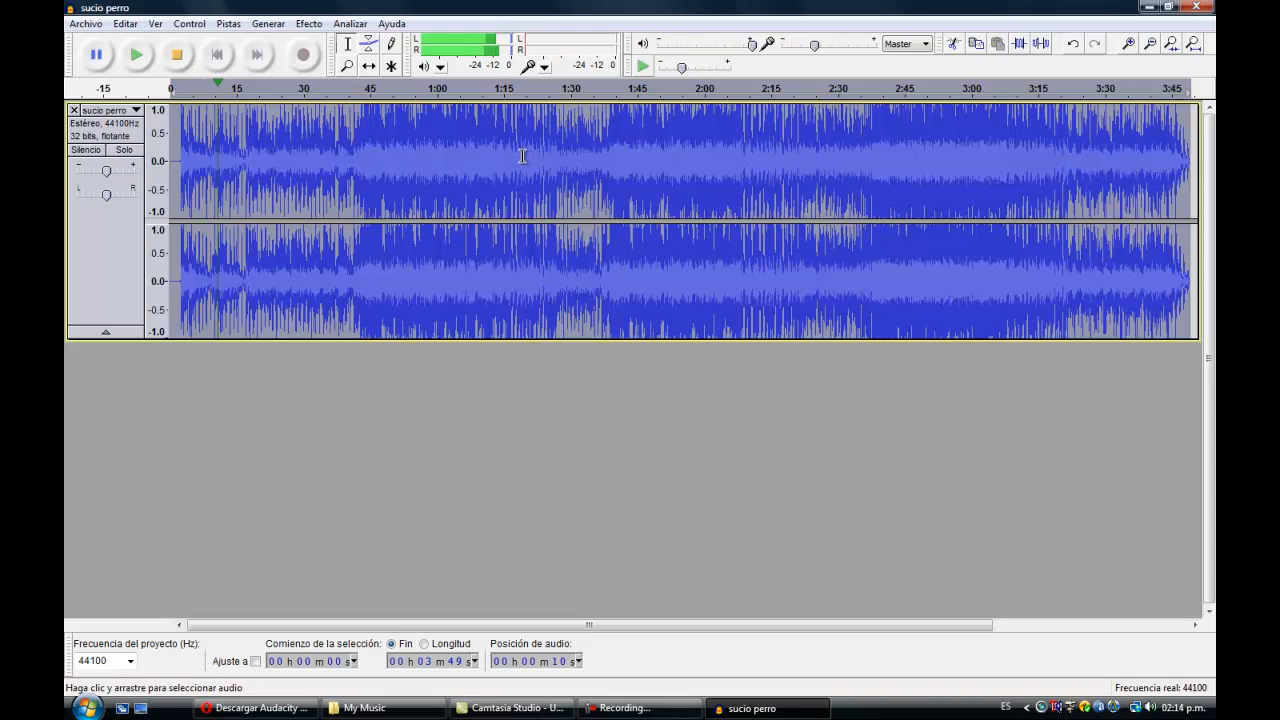 sucio perro
Archivo Editar Ver Control Pistas Generar Efecto Analizar Ayuda
L L
R R
-24 -12 0 -24 -12 0
Master
-15 0 15 30 45 1:00 1:15 1:30 1:45 2:00 2:15 2:30 2:45 3:00 3:15 3:30 3:45
sucio perro
Estéreo, 44100Hz
32 bits, flotante
Silencio Solo
- +
L R
1.0
0.5
0.0
-0.5
-1.0
1.0
0.5
0.0
-0.5
-1.0
Frecuencia del proyecto (Hz): Comienzo de la selección: Fin Longitud Posición de audio:
44100 Ajuste a 00 h 00 m 00 s 00 h 03 m 49 s 00 h 00 m 10 s
Haga clic y arrastre para seleccionar audio Frecuencia real: 44100
Descargar Audacity ... My Music Camtasia Studio - U... Recording... sucio perro ES 02:14 p.m.